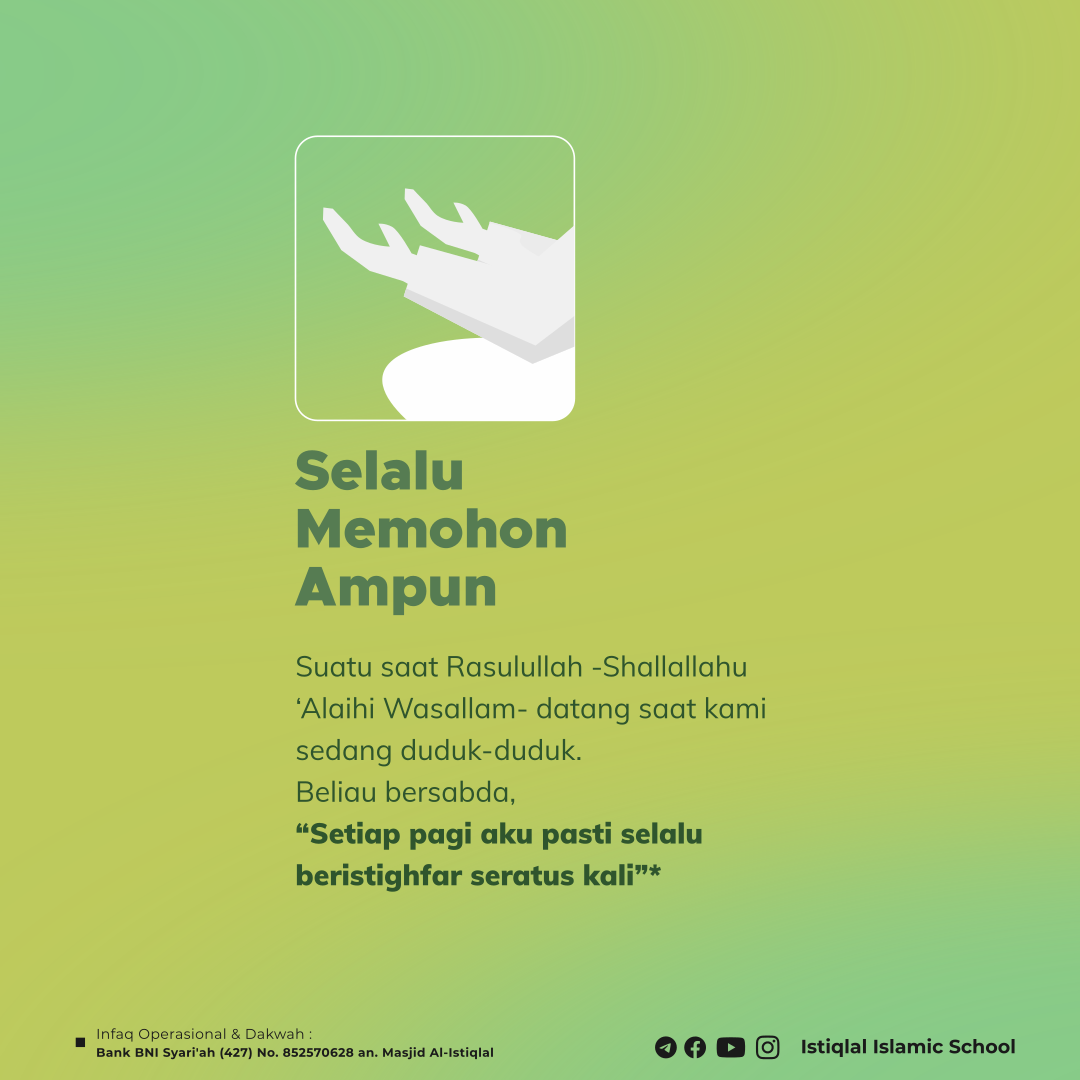 Selalu
Memohon
Ampun
Suatu saat Rasulullah -Shallallahu
‘Alaihi Wasallam- datang saat kami
sedang duduk-duduk.
Beliau bersabda,
“Setiap pagi aku pasti selalu
beristighfar seratus kali”*
Infaq Operasional & Dakwah :
Bank BNI Syari'ah (427) No. 852570628 an. Masjid Al-Istiqlal
Istiqlal Islamic School